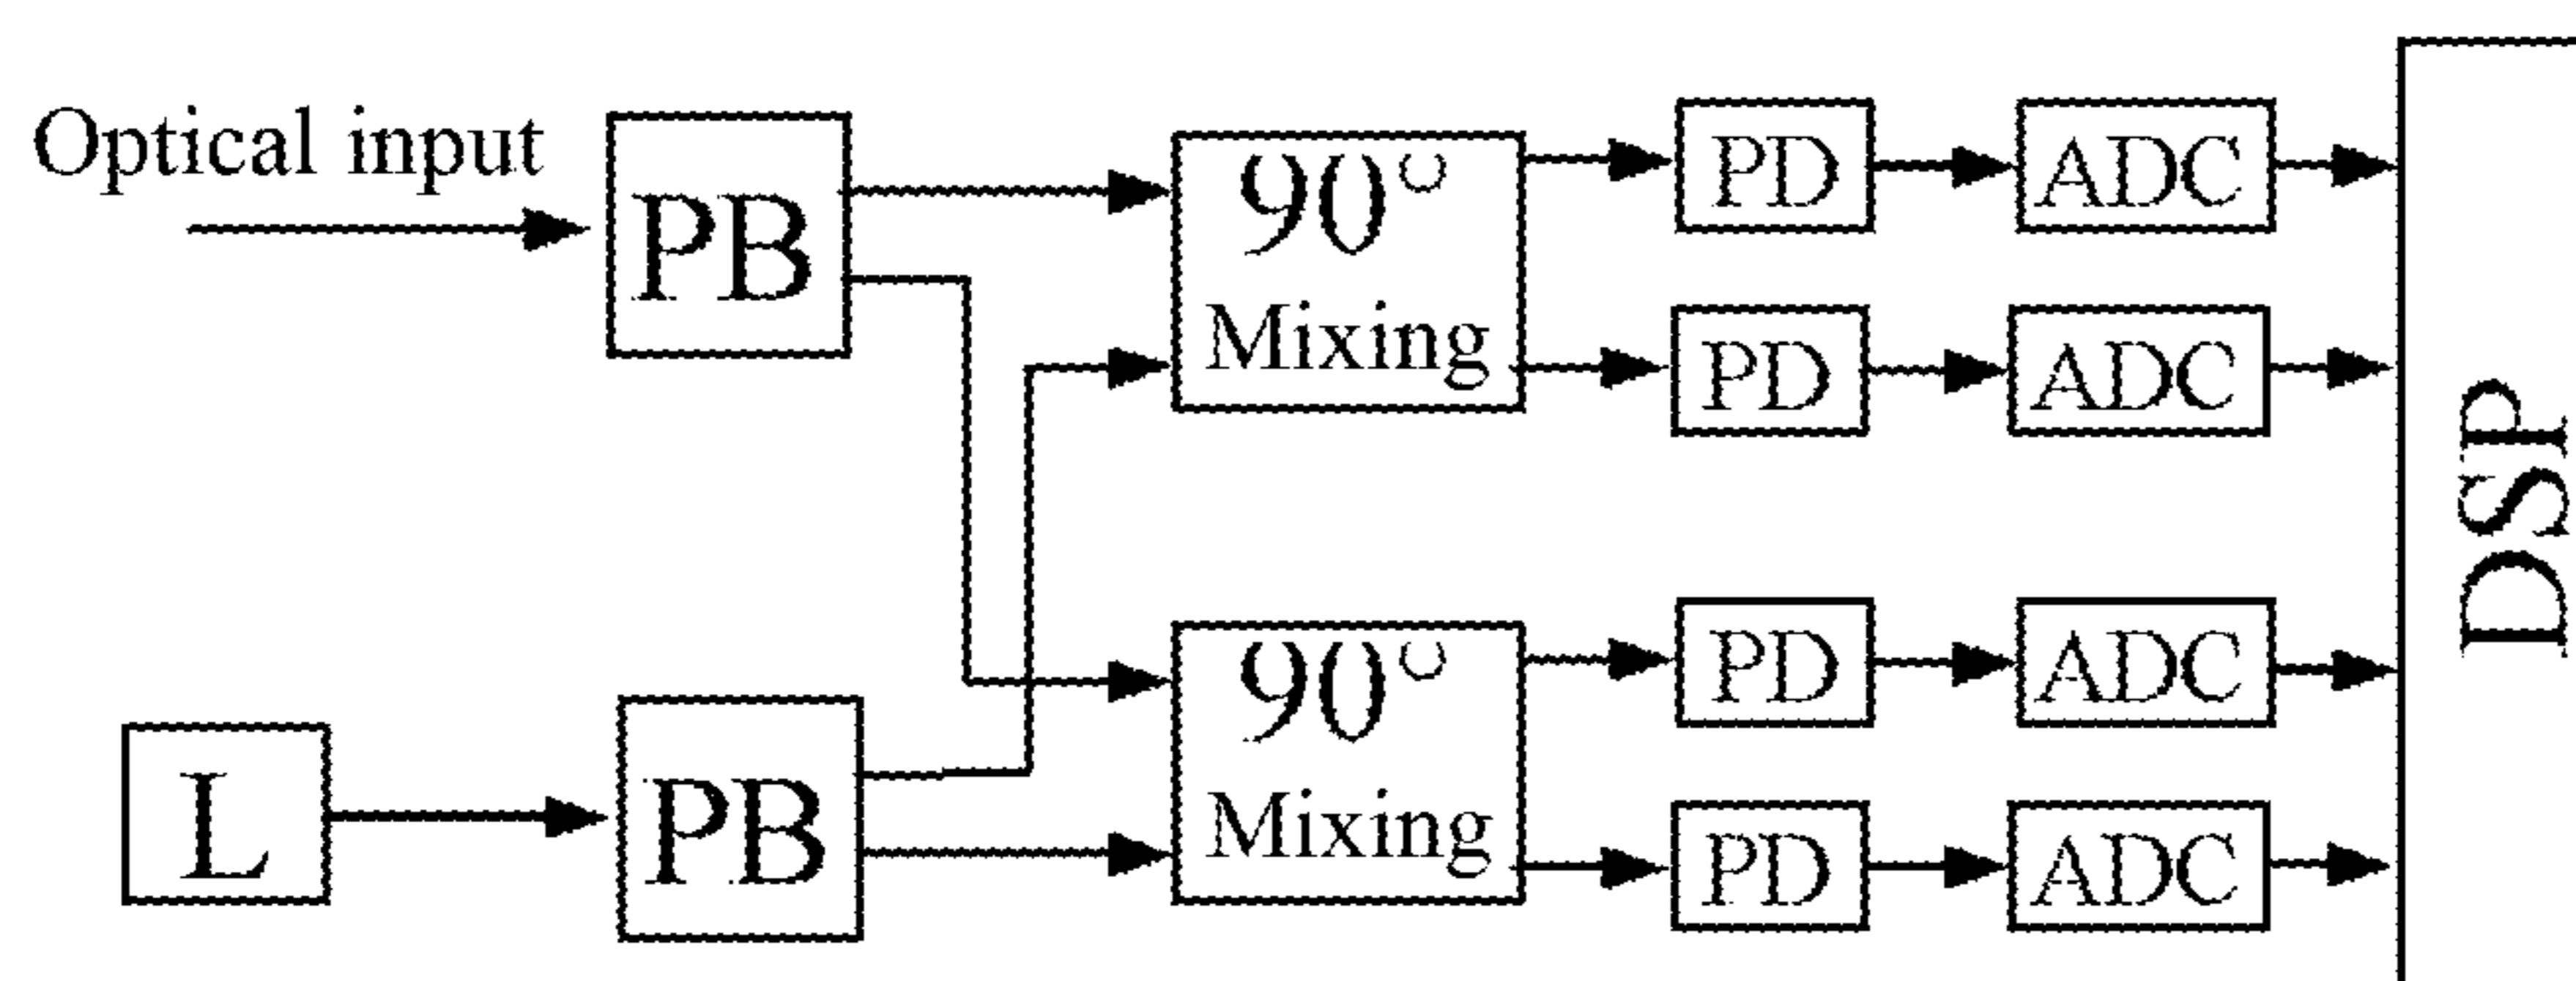 Optical input
PB
90°
Mixing
PD
ADC
PD
ADC
DSP
L
PB
90°
Mixing
PD
ADC
PD
ADC